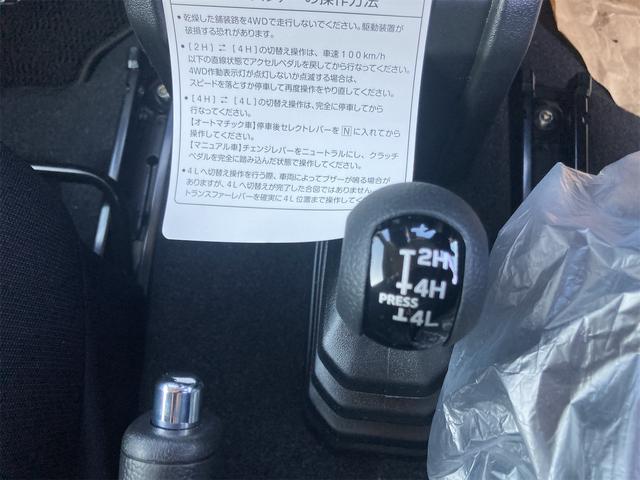 の操作方法
•乾燥した舗装路を4WDで走行しないでください。駆動装置が
破損する恐れがあります。
•[2H]⇄[4H]の切替え操作は、車速100km/h
以下の直線状態でアクセルペダルを戻してから行なってください。
4WD作動表示灯が点灯しないか点滅する場合は、
スピードを落とすか停車して再度操作をやり直してください。
•[4H]⇄[4L]の切替え操作は、完全に停車してから
行なってください。
【オートマチック車】停車後セレクトレバーを N に入れてから
操作してください。
【マニュアル車】チェンジレバーをニュートラルにし、クラッチ
ペダルを完全に踏み込んだ状態で操作してください。
•4Lへ切替え操作を行う際、車両によってブザーが鳴る場合が
ありますが、4Lへ切替えが完了した合図ではありません。
トランスファーレバーを確実に4L位置まで操作してく
2H
4H
PRESS
4L